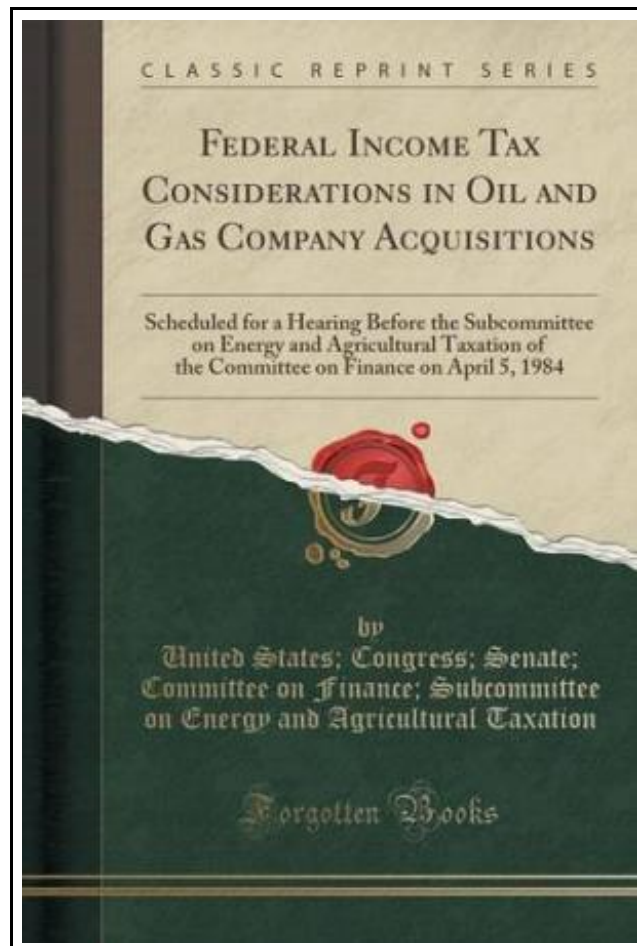 CLASSIC REPRINT SERIES
FEDERAL INCOME TAX
CONSIDERATIONS IN OIL AND
GAS COMPANY ACQUISITIONS
Scheduled for a Hearing Before the Subcommittee
on Energy and Agricultural Taxation of
the Committee on Finance on April 5, 1984
by
United States; Congress; Senate;
Committee on Finance; Subcommittee
on Energy and Agricultural Taxation
Forgotten Books